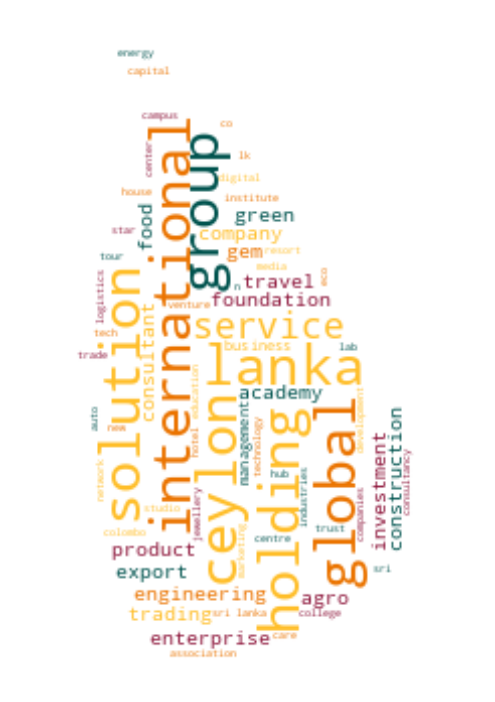 energy
capital
campus
co
center
international
group
lk
digital
house
institute
food
green
star
company
gem
resort
tour
media
logistics
solution
travel
eco
n
foundation
venture
consultant
service
tech
business
lab
trade
lanka
education
academy
development
auto
new
ceylon
management
holding
global
hotel
technology
investment
construction
consultancy
network
hub
industries
jewellery
companies
studio
marketing
trust
colombo
centre
product
export
sri
engineering
agro
trading
sri lanka
college
enterprise
care
association